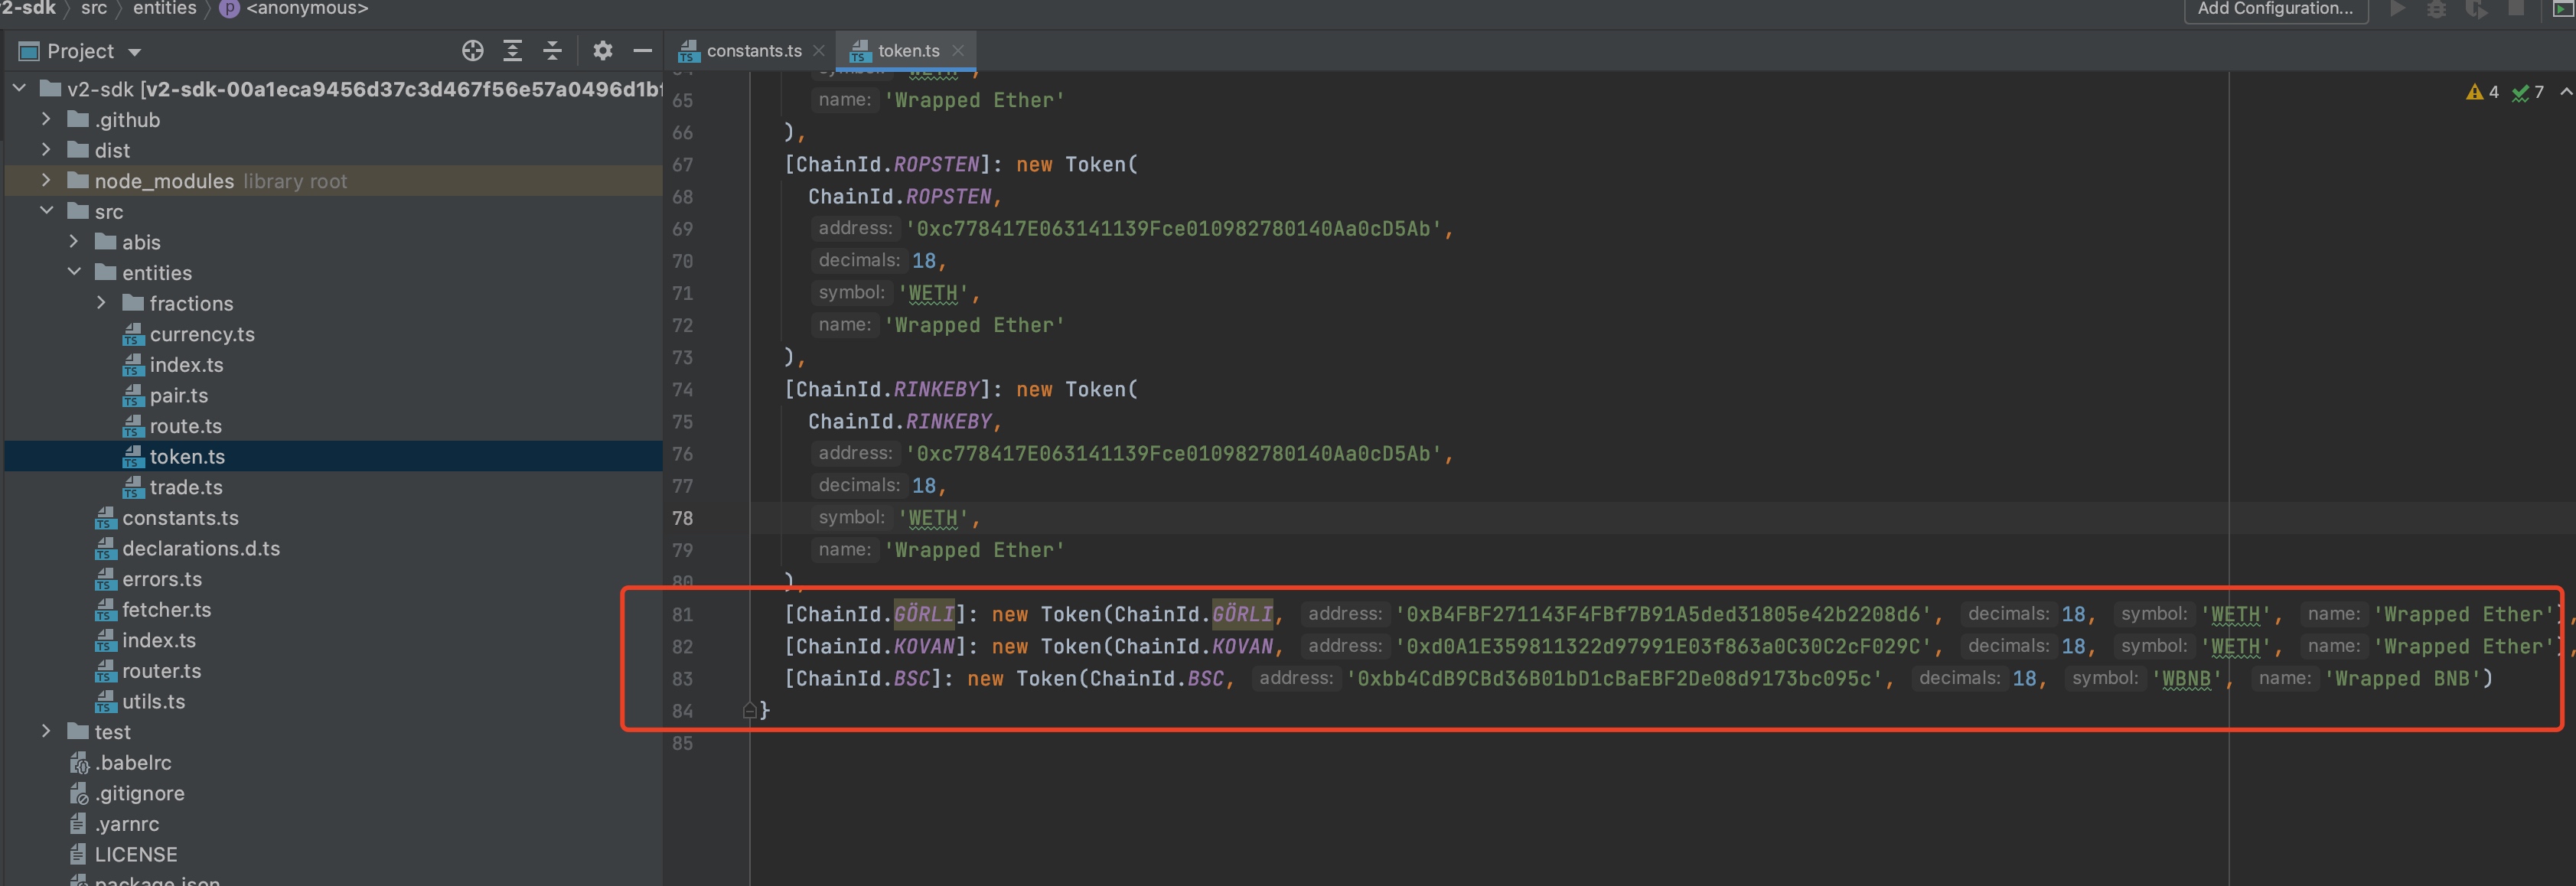 v2-sdk › src › entities › p <anonymous>
Add Configuration...
Project
constants.ts
token.ts
v2-sdk [v2-sdk-00a1eca9456d37c3d467f56e57a0496d1b
.github
dist
node_modules library root
src
abis
entities
fractions
currency.ts
index.ts
pair.ts
route.ts
token.ts
trade.ts
constants.ts
declarations.d.ts
errors.ts
fetcher.ts
index.ts
router.ts
utils.ts
test
.babelrc
.gitignore
.yarnrc
LICENSE
package.json
4 7
64 symbol: 'WETH',
65 name: 'Wrapped Ether'
66 ),
67 [ChainId.ROPSTEN]: new Token(
68 ChainId.ROPSTEN,
69 address: '0xc778417E063141139Fce010982780140Aa0cD5Ab',
70 decimals: 18,
71 symbol: 'WETH',
72 name: 'Wrapped Ether'
73 ),
74 [ChainId.RINKEBY]: new Token(
75 ChainId.RINKEBY,
76 address: '0xc778417E063141139Fce010982780140Aa0cD5Ab',
77 decimals: 18,
78 symbol: 'WETH',
79 name: 'Wrapped Ether'
80 ),
81 [ChainId.GÖRLI]: new Token(ChainId.GÖRLI, address: '0xB4FBF271143F4FBf7B91A5ded31805e42b2208d6', decimals: 18, symbol: 'WETH', name: 'Wrapped Ether'),
82 [ChainId.KOVAN]: new Token(ChainId.KOVAN, address: '0xd0A1E359811322d97991E03f863a0C30C2cF029C', decimals: 18, symbol: 'WETH', name: 'Wrapped Ether'),
83 [ChainId.BSC]: new Token(ChainId.BSC, address: '0xbb4CdB9CBd36B01bD1cBaEBF2De08d9173bc095c', decimals: 18, symbol: 'WBNB', name: 'Wrapped BNB')
84 }
85